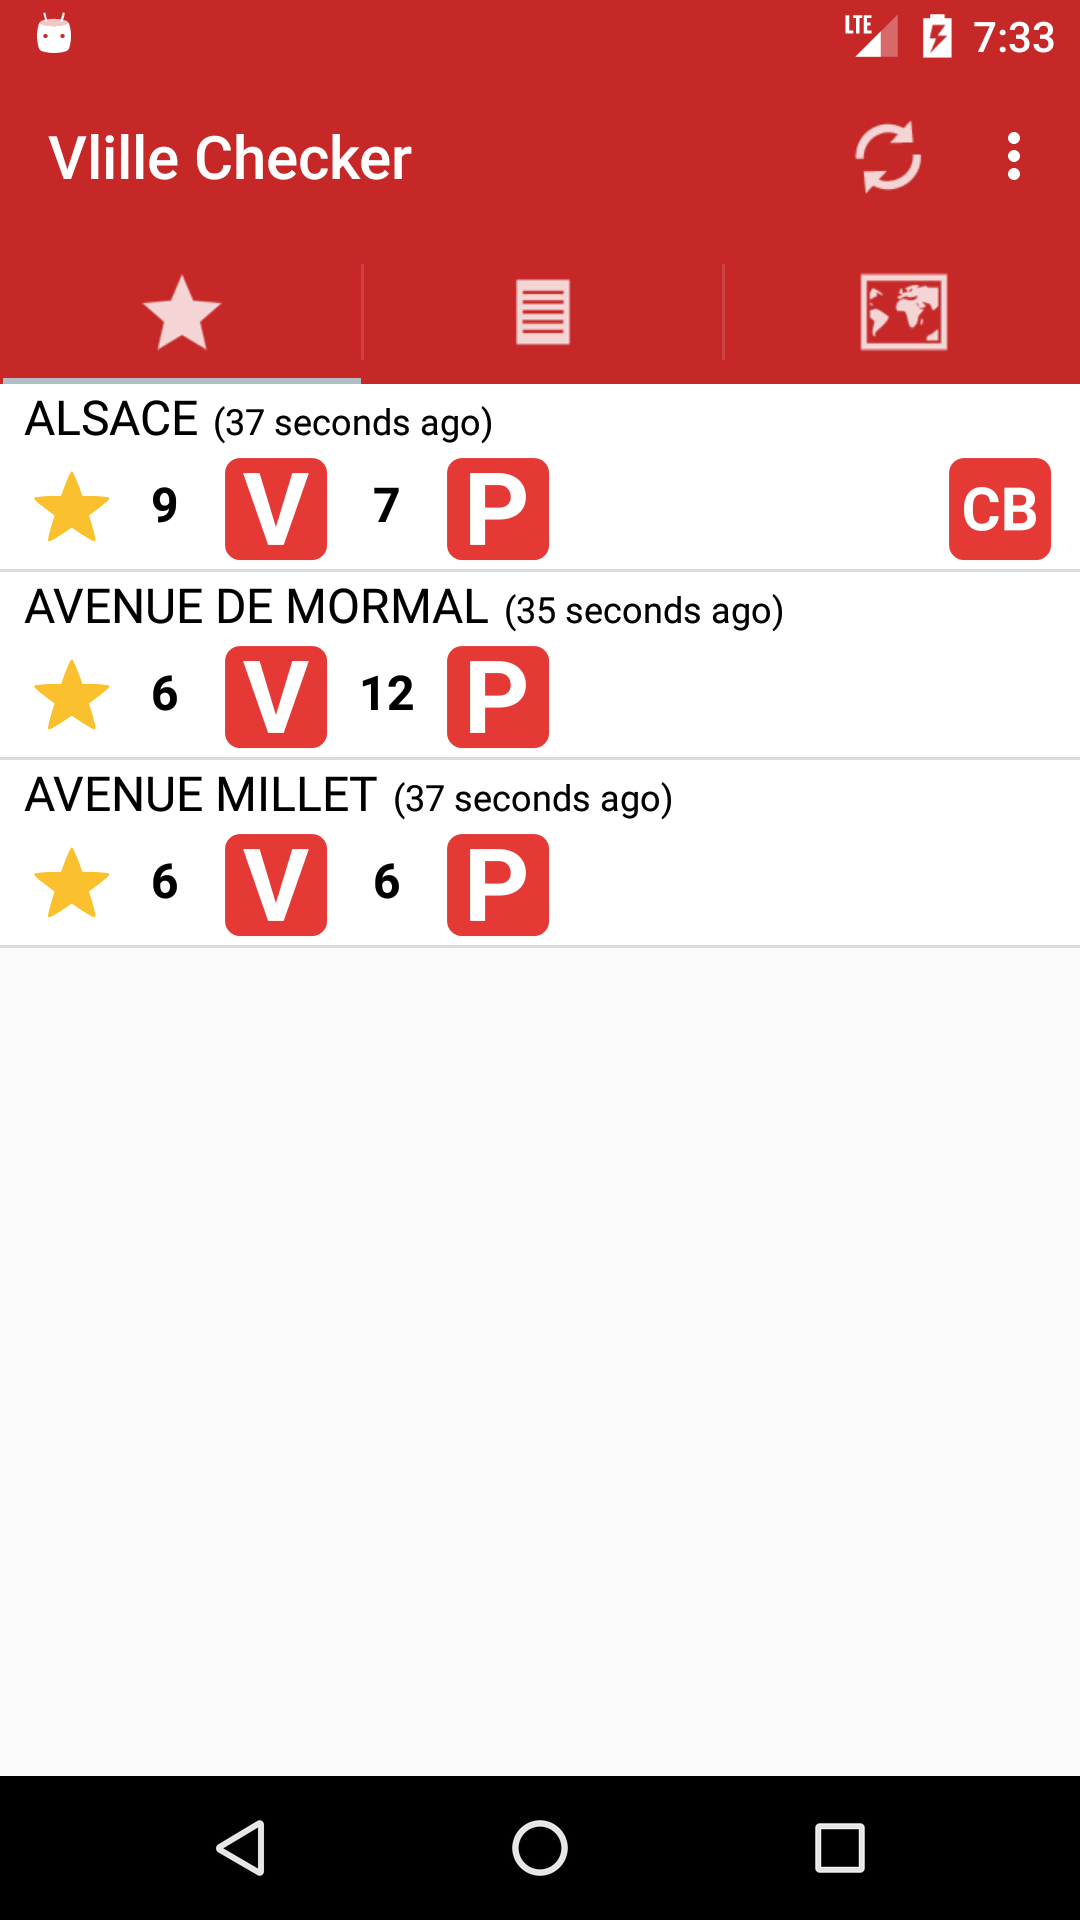 LTE 7:33
Vlille Checker
ALSACE (37 seconds ago)
9 V 7 P CB
AVENUE DE MORMAL (35 seconds ago)
6 V 12 P
AVENUE MILLET (37 seconds ago)
6 V 6 P